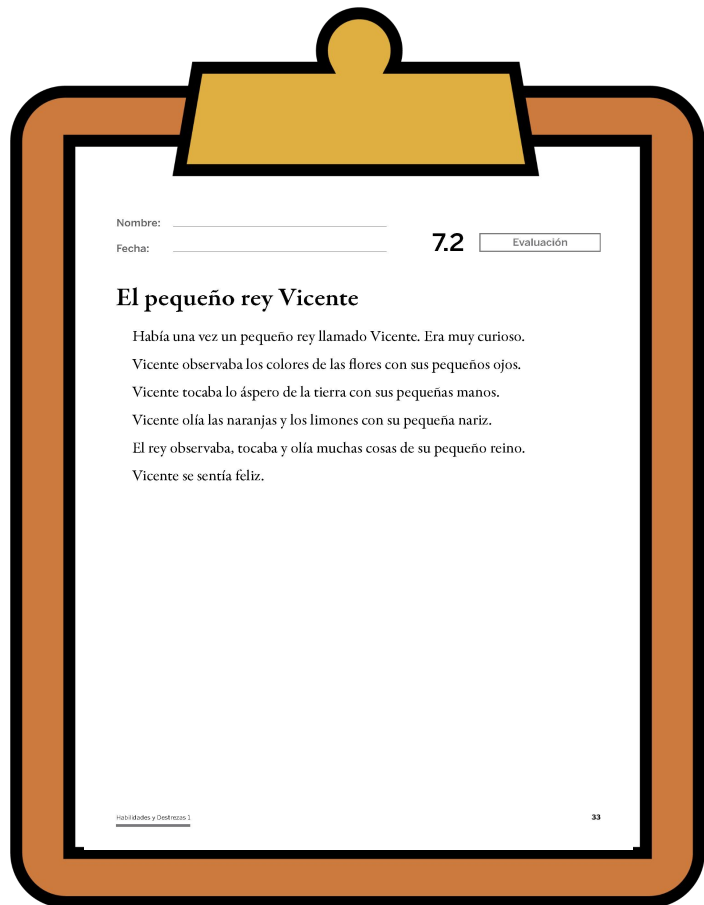 Nombre:
Fecha:
7.2
Evaluación
El pequeño rey Vicente
Había una vez un pequeño rey llamado Vicente. Era muy curioso.
Vicente observaba los colores de las flores con sus pequeños ojos.
Vicente tocaba lo áspero de la tierra con sus pequeñas manos.
Vicente olía las naranjas y los limones con su pequeña nariz.
El rey observaba, tocaba y olía muchas cosas de su pequeño reino.
Vicente se sentía feliz.
Habilidades y Destrezas 1
33